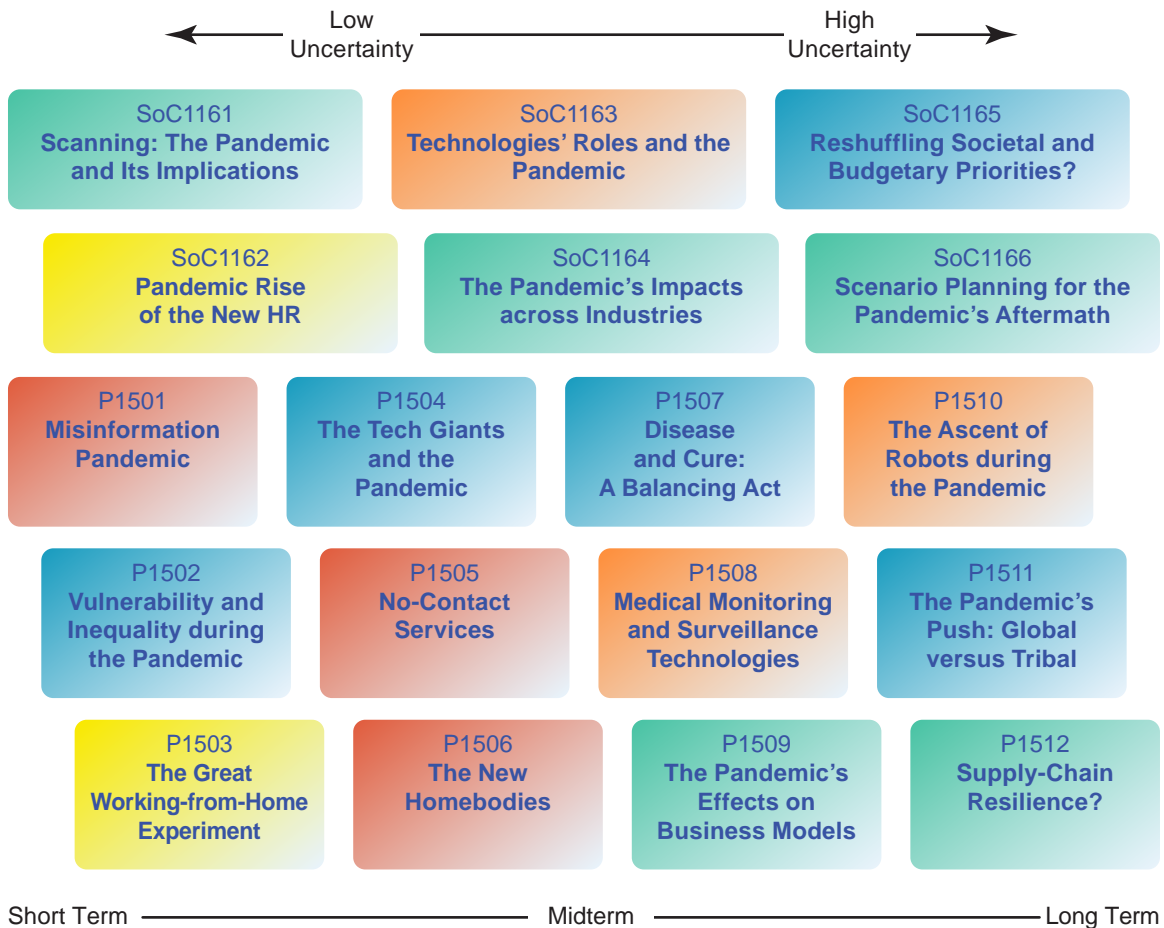 Low
Uncertainty
High
Uncertainty
SoC1161
Scanning: The Pandemic
and Its Implications
SoC1163
Technologies’ Roles and the
Pandemic
SoC1165
Reshuffling Societal and
Budgetary Priorities?
SoC1162
Pandemic Rise
of the New HR
SoC1164
The Pandemic’s Impacts
across Industries
SoC1166
Scenario Planning for the
Pandemic’s Aftermath
P1501
Misinformation
Pandemic
P1504
The Tech Giants
and the
Pandemic
P1507
Disease
and Cure:
A Balancing Act
P1510
The Ascent of
Robots during
the Pandemic
P1502
Vulnerability and
Inequality during
the Pandemic
P1505
No-Contact
Services
P1508
Medical Monitoring
and Surveillance
Technologies
P1511
The Pandemic’s
Push: Global
versus Tribal
P1503
The Great
Working-from-Home
Experiment
P1506
The New
Homebodies
P1509
The Pandemic’s
Effects on
Business Models
P1512
Supply-Chain
Resilience?
Short Term
Midterm
Long Term